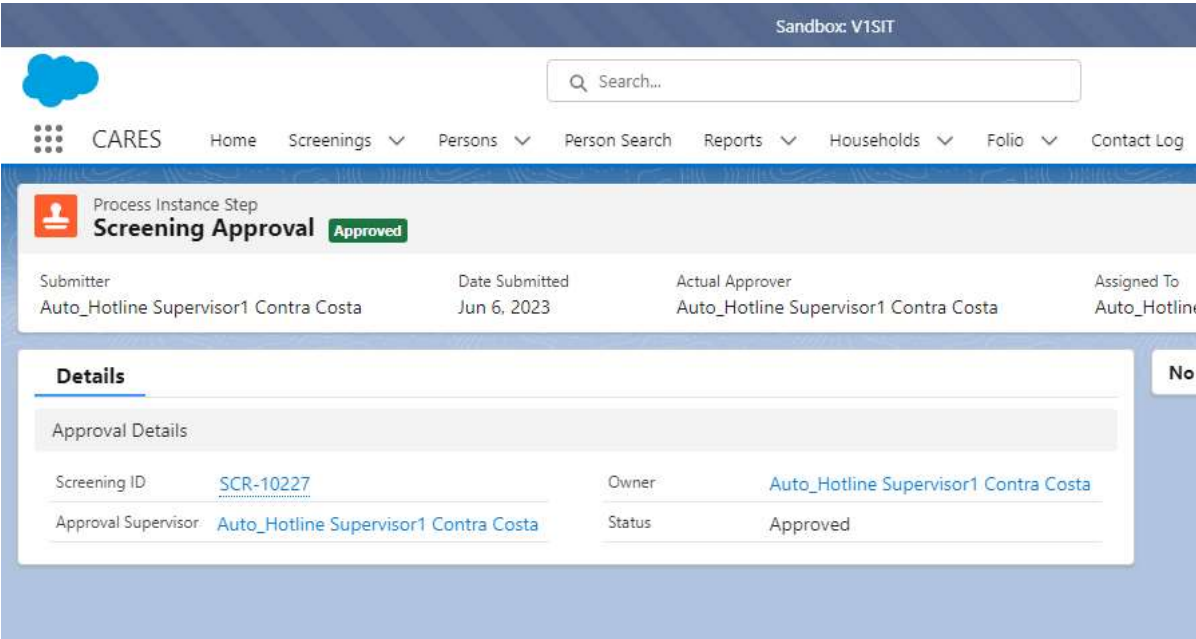 Sandbox: V1SIT
Search...
CARES Home Screenings Persons Person Search Reports Households Folio Contact Log
Process Instance Step
Screening Approval Approved
Submitter Date Submitted Actual Approver Assigned To
Auto_Hotline Supervisor1 Contra Costa Jun 6, 2023 Auto_Hotline Supervisor1 Contra Costa Auto_Hotline
Details
No
Approval Details
Screening ID SCR-10227 Owner Auto_Hotline Supervisor1 Contra Costa
Approval Supervisor Auto_Hotline Supervisor1 Contra Costa Status Approved